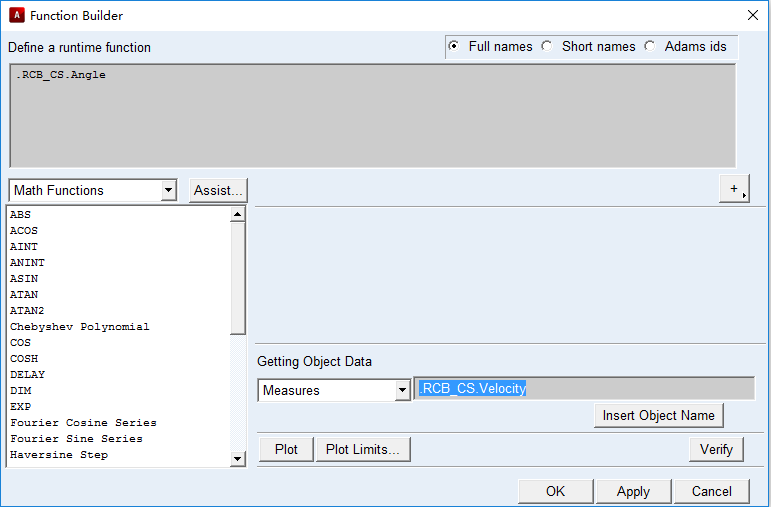 Function Builder
Define a runtime function
Full names
Short names
Adams ids
.RCB_CS.Angle
Math Functions
Assist...
+
ABS
ACOS
AINT
ANINT
ASIN
ATAN
ATAN2
Chebyshev Polynomial
COS
COSH
DELAY
DIM
EXP
Fourier Cosine Series
Fourier Sine Series
Haversine Step
Getting Object Data
Measures
.RCB_CS.Velocity
Insert Object Name
Plot
Plot Limits...
Verify
OK
Apply
Cancel